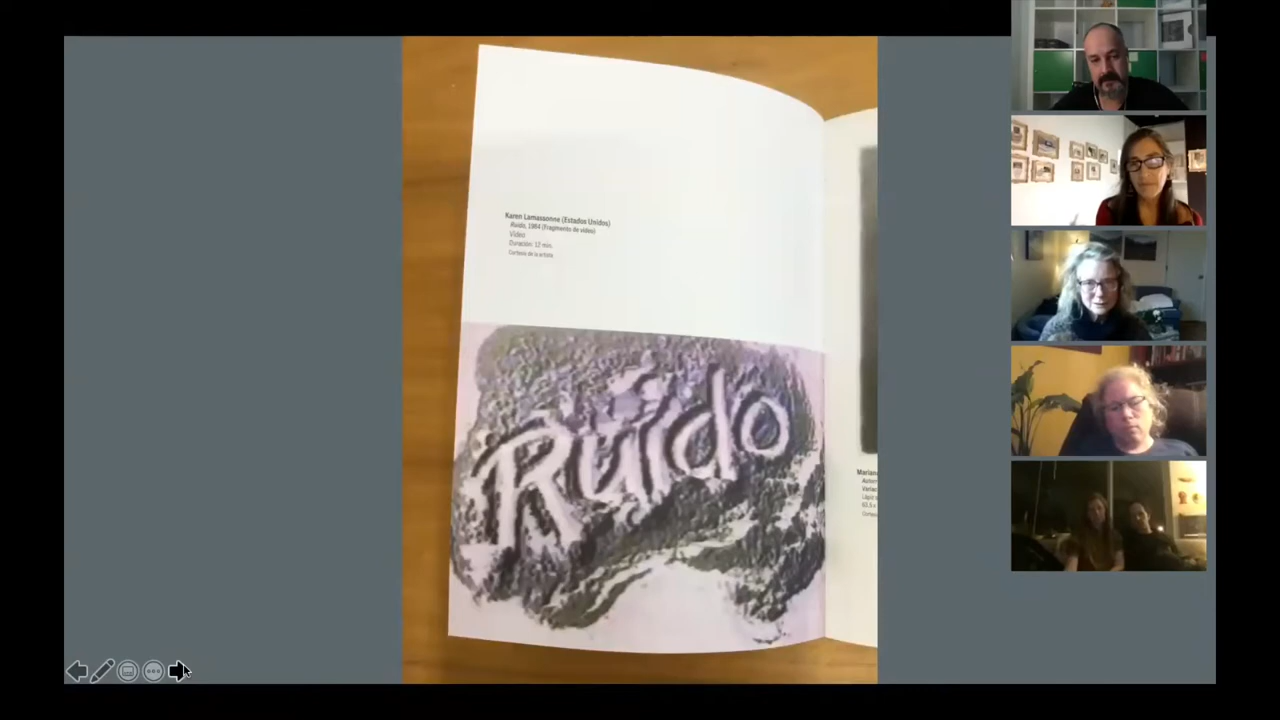 Karen Lamassonne (Estados Unidos)
Ruido, 1984 (Fragmento de video)
Video
Duración: 12 min.
Cortesía de la artista
Ruido